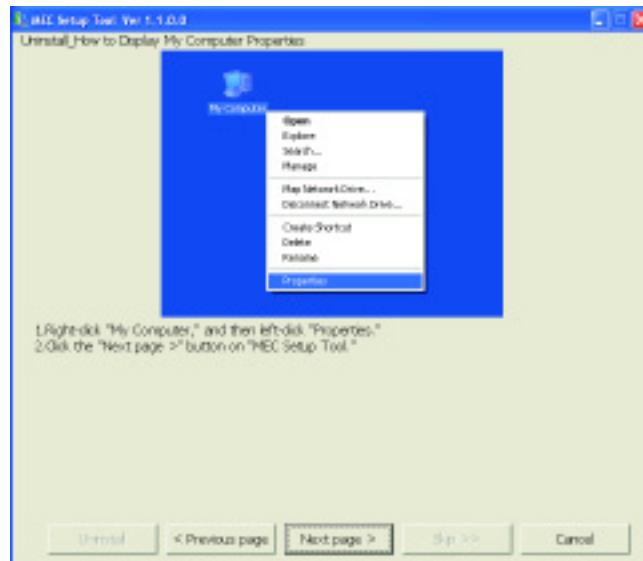 MEC Setup Tool Ver 1.1.0.0
Uninstall_How to Display My Computer Properties
My Computer
Open
Explore
Search...
Manage
Map Network Drive...
Disconnect Network Drive...
Create Shortcut
Delete
Rename
Properties
1.Right-click "My Computer," and then left-click "Properties."
2.Click the "Next page >" button on "MEC Setup Tool."
Uninstall
< Previous page
Next page >
Skip >>
Cancel